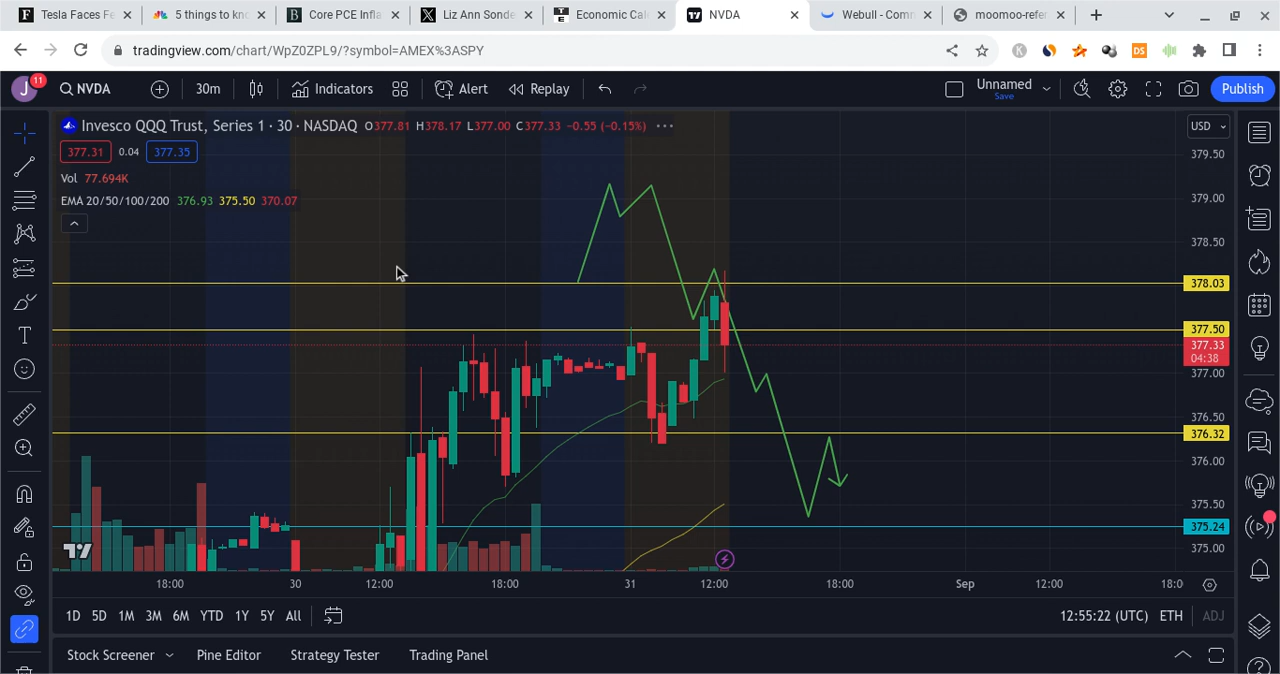 Tesla Faces Fe
5 things to kno
Core PCE Infla
Liz Ann Sonde
Economic Cal
NVDA
Webull - Comm
moomoo-refer
tradingview.com/chart/WpZ0ZPL9/?symbol=AMEX%3ASPY
K
DS
J
11
NVDA
30m
Indicators
Alert
Replay
Unnamed
Save
Publish
Invesco QQQ Trust, Series 1 · 30 · NASDAQ O377.81 H378.17 L377.00 C377.33 −0.55 (−0.15%)
USD
377.31 0.04 377.35
Vol 77.694K
EMA 20/50/100/200 376.93 375.50 370.07
379.50
379.00
378.50
378.03
377.50
377.33
04:38
377.00
376.50
376.32
376.00
375.50
375.24
375.00
18:00 30 12:00 18:00 31 12:00 18:00 Sep 12:00 18:0
1D 5D 1M 3M 6M YTD 1Y 5Y All
12:55:22 (UTC) ETH ADJ
Stock Screener Pine Editor Strategy Tester Trading Panel